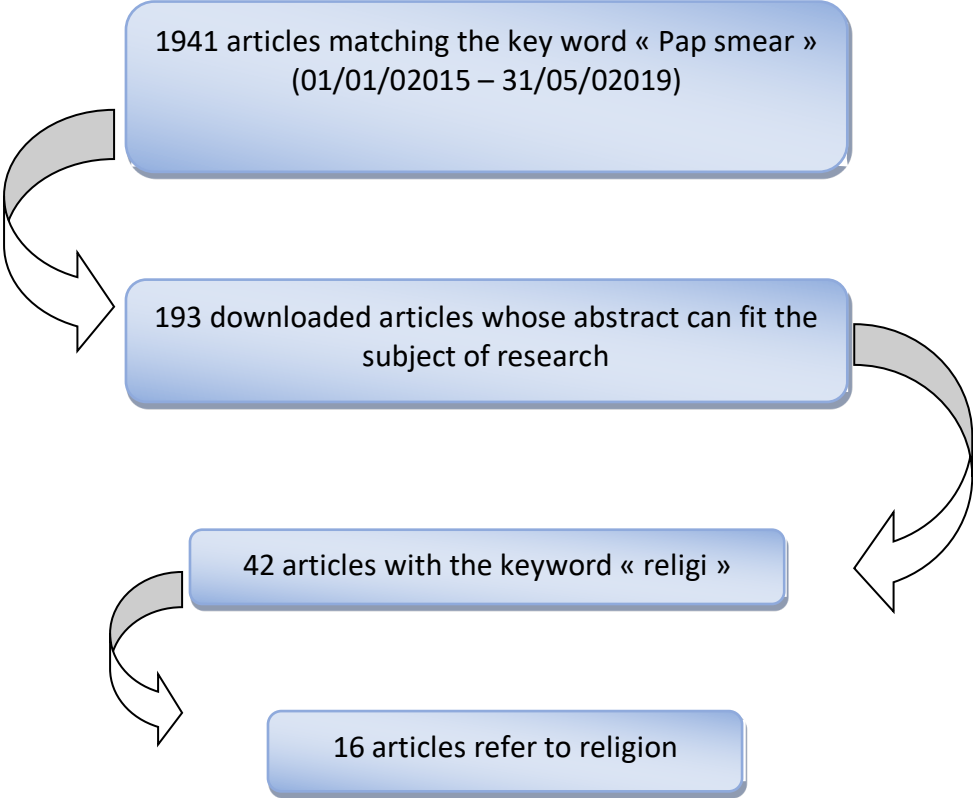 1941 articles matching the key word « Pap smear »
(01/01/02015 – 31/05/02019)
193 downloaded articles whose abstract can fit the
subject of research
42 articles with the keyword « religi »
16 articles refer to religion